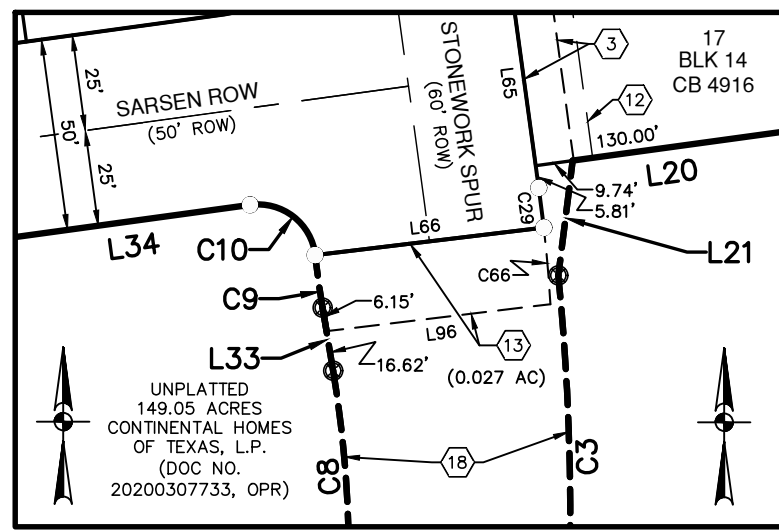 25'
50'
25'
SARSEN ROW
(50' ROW)
STONEWORK SPUR
(60' ROW)
L65
3
12
17
BLK 14
CB 4916
130.00'
9.74'
5.81'
L20
L34
C10
L66
C29
L21
C66
C9
6.15'
L96
13
(0.027 AC)
L33
16.62'
UNPLATTED
149.05 ACRES
CONTINENTAL HOMES
OF TEXAS, L.P.
(DOC NO.
20200307733, OPR)
C8
18
C3